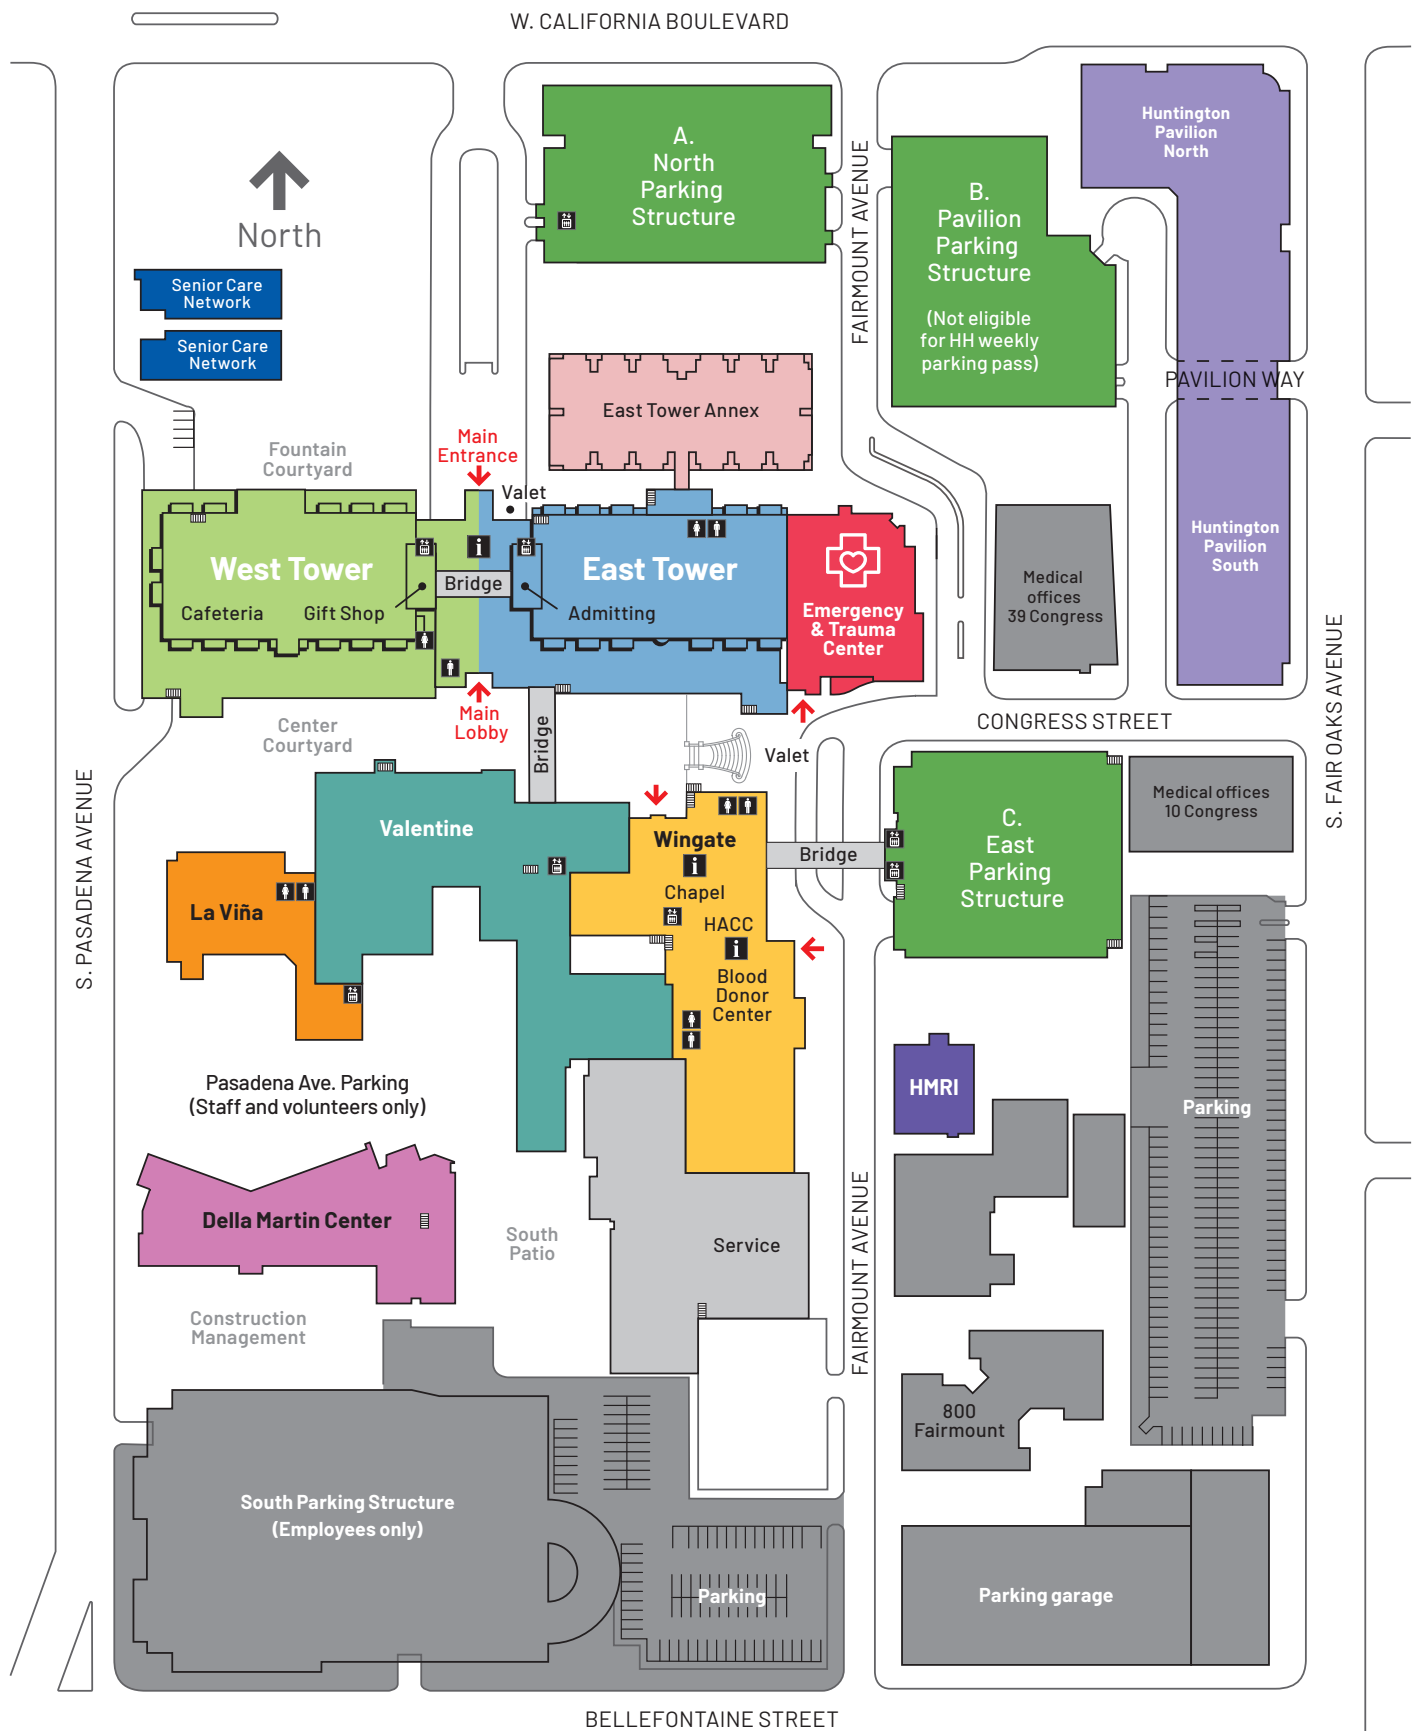 W. CALIFORNIA BOULEVARD
Huntington
Pavilion
North
A.
North
Parking
Structure
FAIRMOUNT AVENUE
B.
Pavilion
Parking
Structure
(Not eligible
for HH weekly
parking pass)
North
Senior Care
Network
Senior Care
Network
PAVILION WAY
East Tower Annex
Fountain
Courtyard
Main
Entrance
Valet
West Tower
Cafeteria
Gift Shop
i
Bridge
East Tower
Admitting
Emergency
& Trauma
Center
Medical
offices
39 Congress
Huntington
Pavilion
South
S. FAIR OAKS AVENUE
Center
Courtyard
Main
Lobby
Bridge
Valet
CONGRESS STREET
S. PASADENA AVENUE
Valentine
Wingate
i
Chapel
HACC
i
Blood
Donor
Center
Bridge
C.
East
Parking
Structure
Medical offices
10 Congress
La Viña
HMRI
Parking
Pasadena Ave. Parking
(Staff and volunteers only)
Della Martin Center
South
Patio
Service
FAIRMOUNT AVENUE
Construction
Management
800
Fairmount
South Parking Structure
(Employees only)
Parking
Parking garage
BELLEFONTAINE STREET